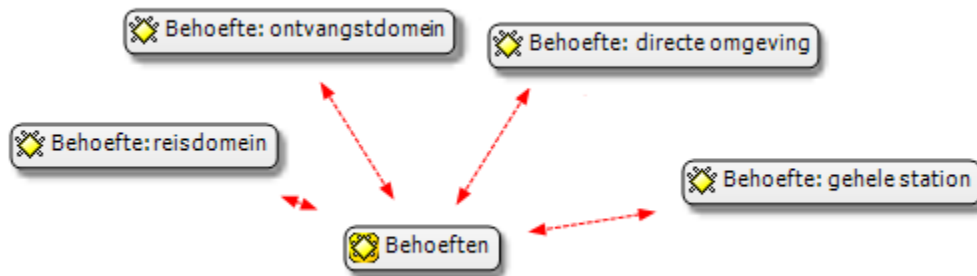 Behoefte: ontvangstdomein
Behoefte: directe omgeving
Behoefte: reisdomein
Behoefte: gehele station
Behoeften